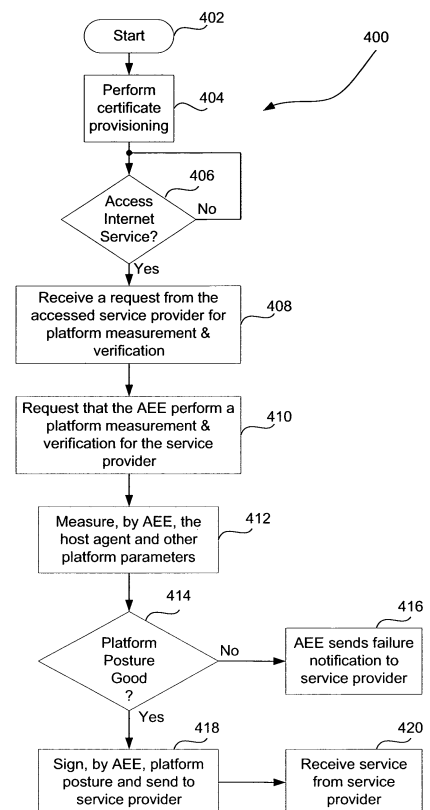 Start
402
400
Perform
certificate
provisioning
404
406
Access
Internet
Service?
No
Yes
Receive a request from the
accessed service provider for
platform measurement &
verification
408
Request that the AEE perform a
platform measurement &
verification for the service
provider
410
Measure, by AEE, the
host agent and other
platform parameters
412
414
Platform
Posture
Good
?
No
Yes
416
AEE sends failure
notification to
service provider
418
Sign, by AEE, platform
posture and send to
service provider
420
Receive service
from service
provider